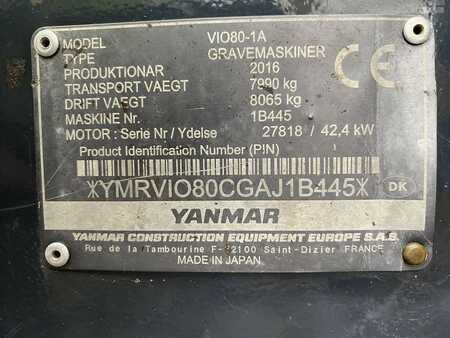 MODEL VIO80-1A
TYPE GRAVEMASKINER
PRODUKTIONAR 2016
TRANSPORT VAEGT 7990 kg
DRIFT VAEGT 8065 kg
MASKINE Nr. 1B445
MOTOR : Serie Nr / Ydelse 27818 / 42,4 kW
Product Identification Number (PIN)
*YMRVIO80CGAJ1B445*
DK
CE
YANMAR
YANMAR CONSTRUCTION EQUIPMENT EUROPE S.A.S.
Rue de la Tambourine F-52100 Saint-Dizier FRANCE
MADE IN JAPAN